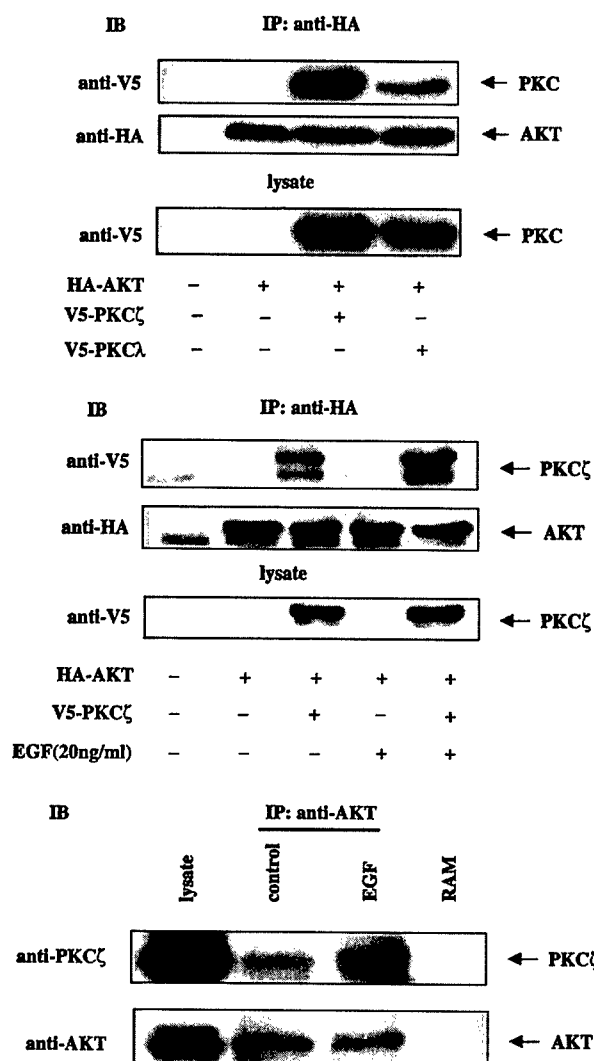 IB IP: anti-HA
anti-V5 ← PKC
anti-HA ← AKT
lysate
anti-V5 ← PKC
HA-AKT – + + +
V5-PKCζ – – + –
V5-PKCλ – – – +
IB IP: anti-HA
anti-V5 ← PKCζ
anti-HA ← AKT
lysate
anti-V5 ← PKCζ
HA-AKT – + + + +
V5-PKCζ – – + – +
EGF(20ng/ml) – – – + +
IB IP: anti-AKT
lysate control EGF RAM
anti-PKCζ ← PKCζ
anti-AKT ← AKT